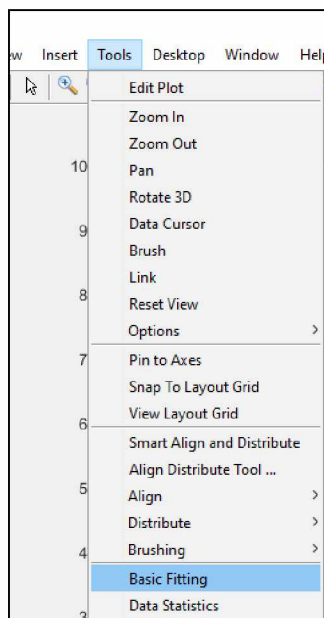 ew Insert Tools Desktop Window Help
Edit Plot
Zoom In
Zoom Out
10 Pan
Rotate 3D
9 Data Cursor
Brush
Link
8 Reset View
Options >
7 Pin to Axes
Snap To Layout Grid
View Layout Grid
6
Smart Align and Distribute
Align Distribute Tool ...
5 Align >
Distribute >
4 Brushing >
Basic Fitting
3 Data Statistics